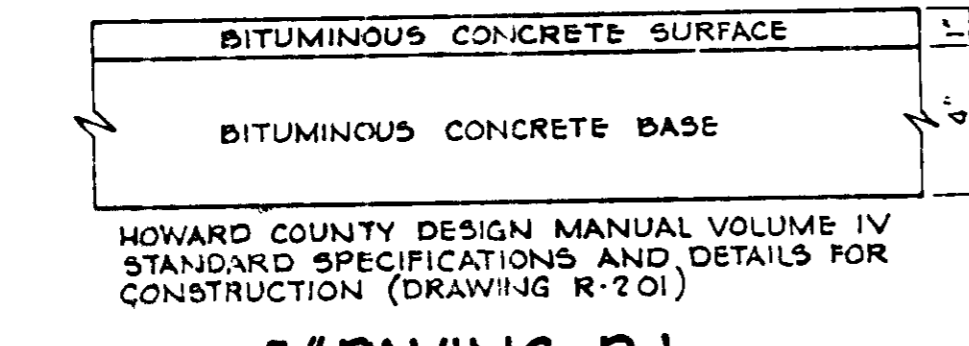 BITUMINOUS CONCRETE SURFACE
BITUMINOUS CONCRETE BASE
HOWARD COUNTY DESIGN MANUAL VOLUME IV
STANDARD SPECIFICATIONS AND DETAILS FOR
CONSTRUCTION (DRAWING R-201)